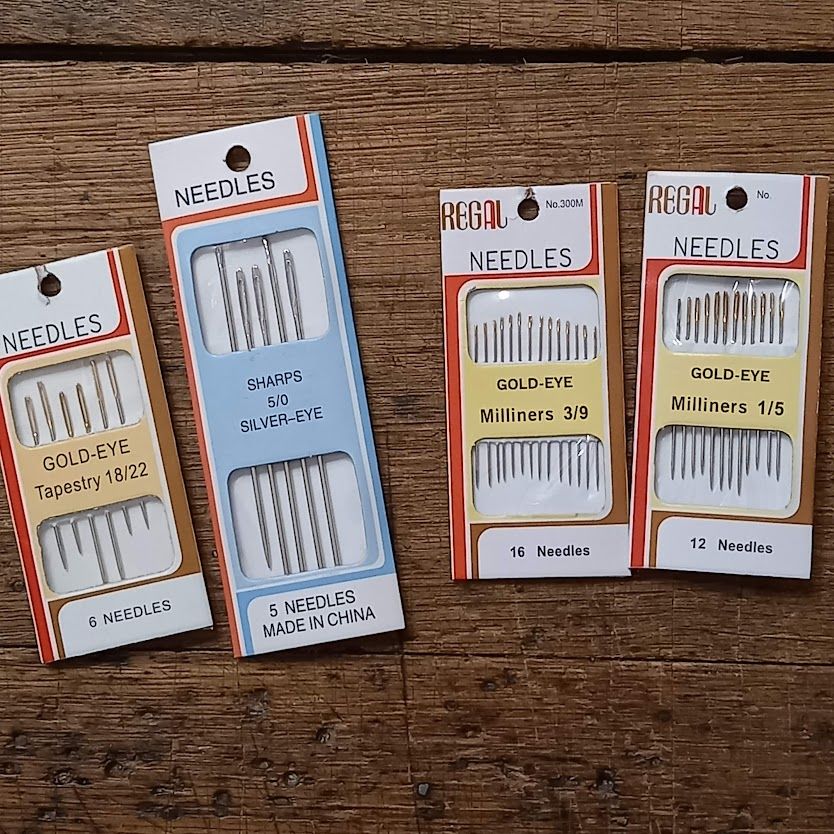 NEEDLES
GOLD-EYE
Tapestry 18/22
6 NEEDLES
NEEDLES
SHARPS
5/0
SILVER-EYE
5 NEEDLES
MADE IN CHINA
REGAL
No.300M
NEEDLES
GOLD-EYE
Milliners 3/9
16 Needles
REGAL
No.
NEEDLES
GOLD-EYE
Milliners 1/5
12 Needles